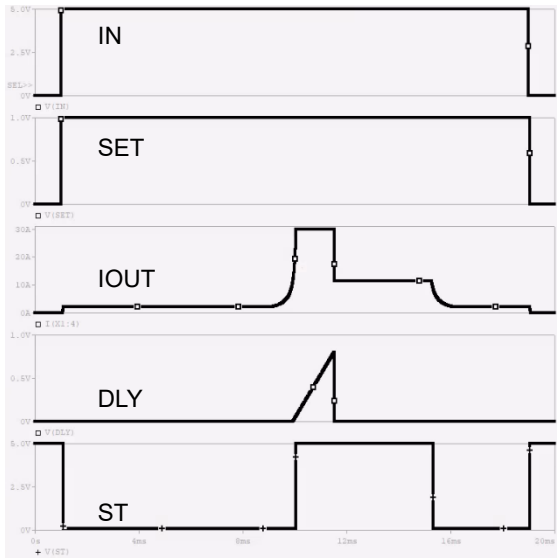 5.0V
IN
2.5V
SEL>>
0V
V(IN)
1.0V
SET
0.5V
0V
V(SET)
30A
20A
IOUT
10A
0A
I(X1:4)
1.0V
DLY
0.5V
0V
V(DLY)
5.0V
2.5V
ST
0s 4ms 8ms 12ms 16ms 20ms
V(ST)